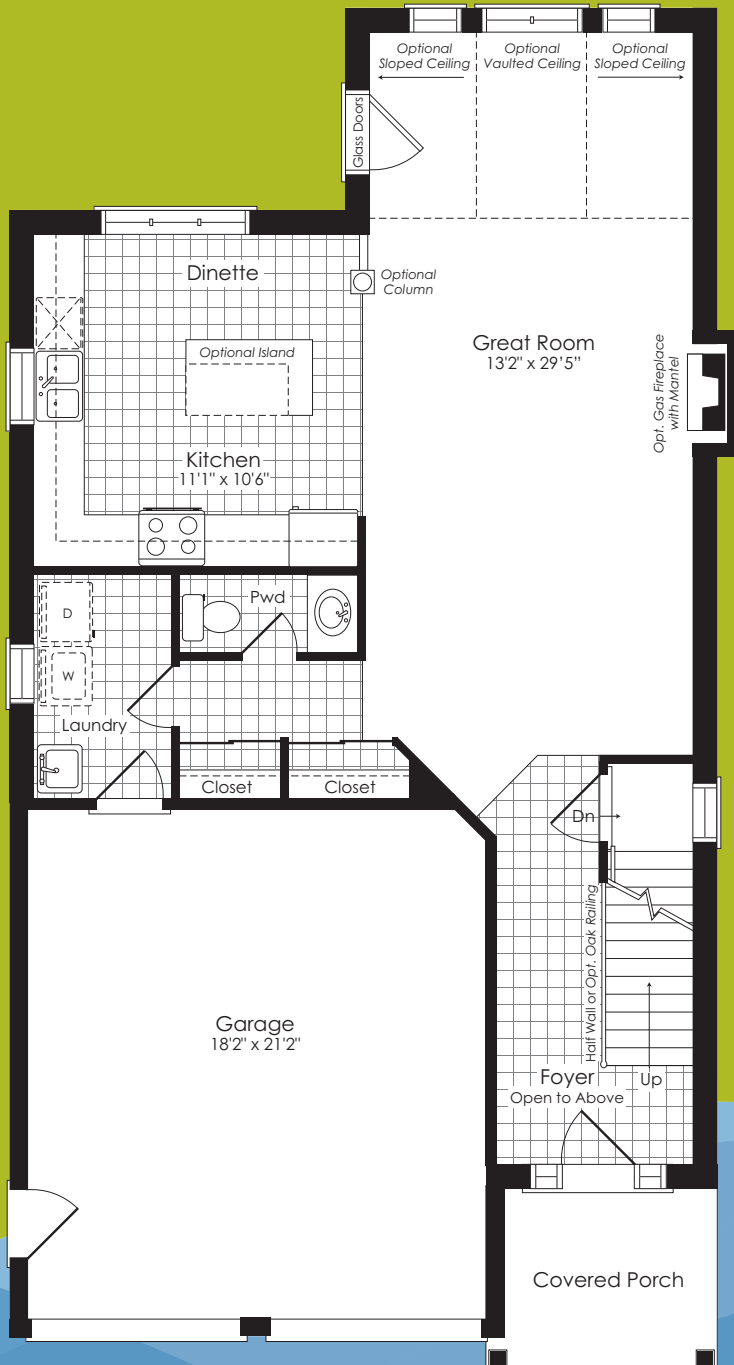 Optional
Sloped Ceiling
Optional
Vaulted Ceiling
Optional
Sloped Ceiling
Glass Doors
Dinette
Optional
Column
Optional Island
Great Room
13'2" x 29'5”
Opt. Gas Fireplace
with Mantel
Kitchen
11'1" x 10'6"
D
Pwd
W
Laundry
Closet
Closet
Dn
Half Wall or Opt. Oak Railing
Garage
18'2" x 21'2"
Foyer
Open to Above
Up
Covered Porch